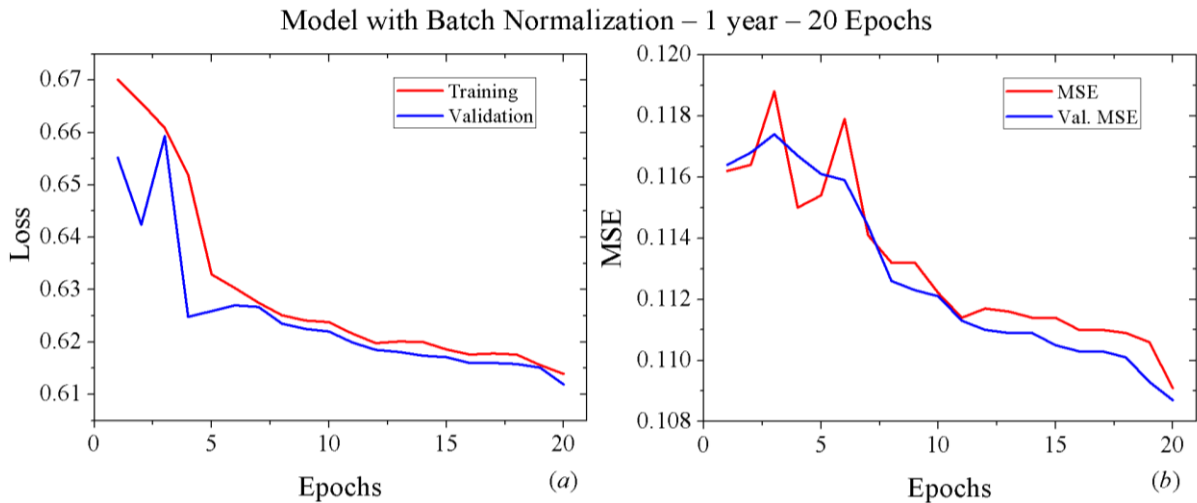 Model with Batch Normalization – 1 year – 20 Epochs
0.67
0.66
0.65
0.64
0.63
0.62
0.61
Loss
Training
Validation
0
5
10
15
20
Epochs
(a)
0.120
0.118
0.116
0.114
0.112
0.110
0.108
MSE
MSE
Val. MSE
0
5
10
15
20
Epochs
(b)